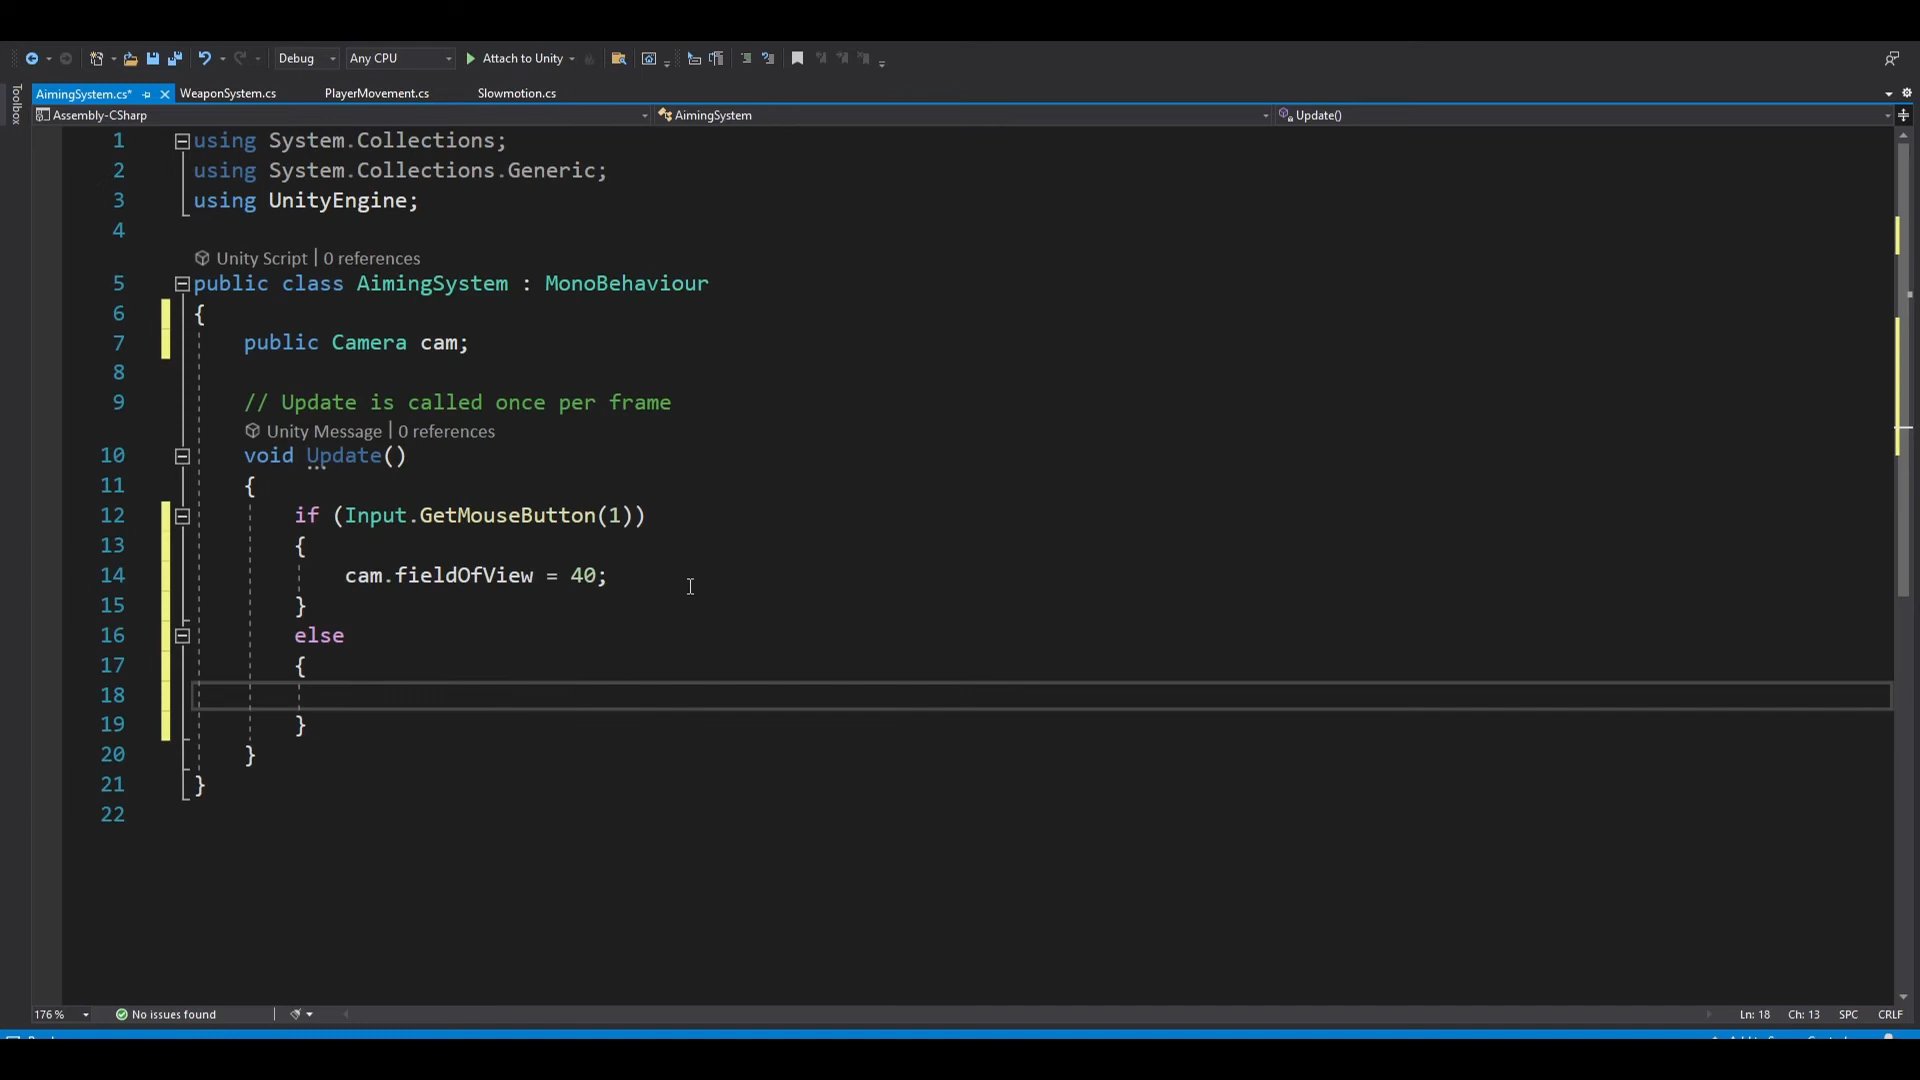 Debug Any CPU Attach to Unity
Toolbox
AimingSystem.cs* WeaponSystem.cs PlayerMovement.cs Slowmotion.cs
Assembly-CSharp AimingSystem Update()
1 using System.Collections;
2 using System.Collections.Generic;
3 using UnityEngine;
4
Unity Script | 0 references
5 public class AimingSystem : MonoBehaviour
6 {
7 public Camera cam;
8
9 // Update is called once per frame
Unity Message | 0 references
10 void Update()
11 {
12 if (Input.GetMouseButton(1))
13 {
14 cam.fieldOfView = 40;
15 }
16 else
17 {
18
19 }
20 }
21 }
22
176 % No issues found Ln: 18 Ch: 13 SPC CRLF